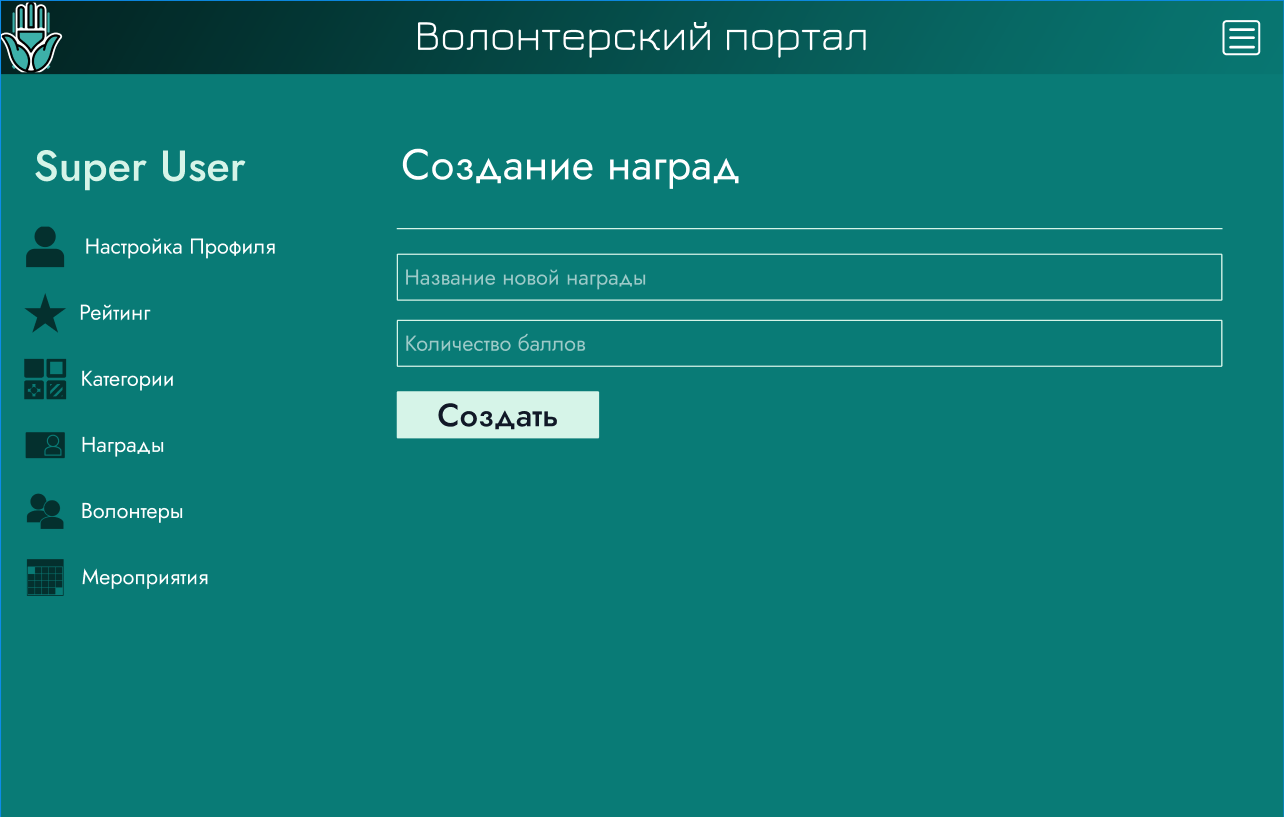 Волонтерский портал
Super User
Настройка Профиля
Рейтинг
Категории
Награды
Волонтеры
Мероприятия
Создание наград
Название новой награды
Количество баллов
Создать